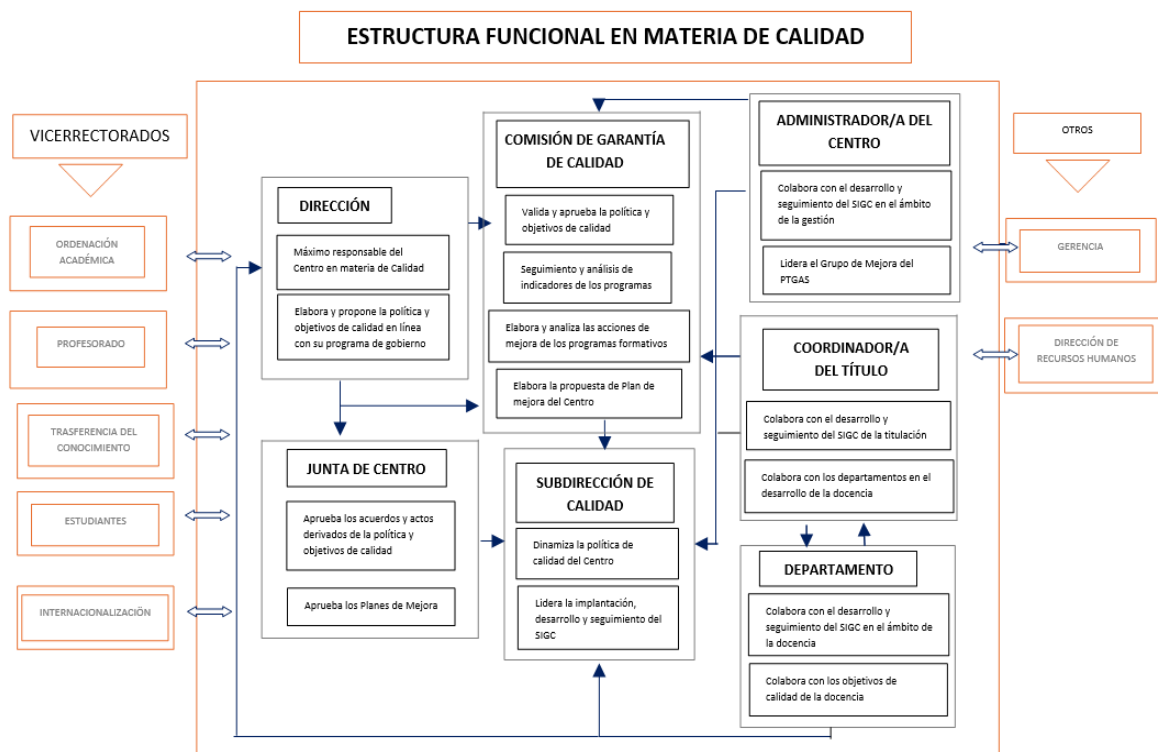 ESTRUCTURA FUNCIONAL EN MATERIA DE CALIDAD
VICERRECTORADOS
ORDENACIÓN
ACADÉMICA
PROFESORADO
TRASFERENCIA DEL
CONOCIMIENTO
ESTUDIANTES
INTERNACIONALIZACIÖN
DIRECCIÓN
Máximo responsable del
Centro en materia de Calidad
Elabora y propone la política y
objetivos de calidad en línea
con su programa de gobierno
JUNTA DE CENTRO
Aprueba los acuerdos y actos
derivados de la política y
objetivos de calidad
Aprueba los Planes de Mejora
COMISIÓN DE GARANTÍA
DE CALIDAD
Valida y aprueba la política y
objetivos de calidad
Seguimiento y análisis de
indicadores de los programas
Elabora y analiza las acciones de
mejora de los programas formativos
Elabora la propuesta de Plan de
mejora del Centro
SUBDIRECCIÓN DE
CALIDAD
Dinamiza la política de
calidad del Centro
Lidera la implantación,
desarrollo y seguimiento del
SIGC
ADMINISTRADOR/A DEL
CENTRO
Colabora con el desarrollo y
seguimiento del SIGC en el ámbito
de la gestión
Lidera el Grupo de Mejora del
PTGAS
COORDINADOR/A
DEL TÍTULO
Colabora con el desarrollo y
seguimiento del SIGC de la titulación
Colabora con los departamentos en el
desarrollo de la docencia
DEPARTAMENTO
Colabora con el desarrollo y
seguimiento del SIGC en el ámbito de
la docencia
Colabora con los objetivos de
calidad de la docencia
OTROS
GERENCIA
DIRECCIÓN DE
RECURSOS HUMANOS